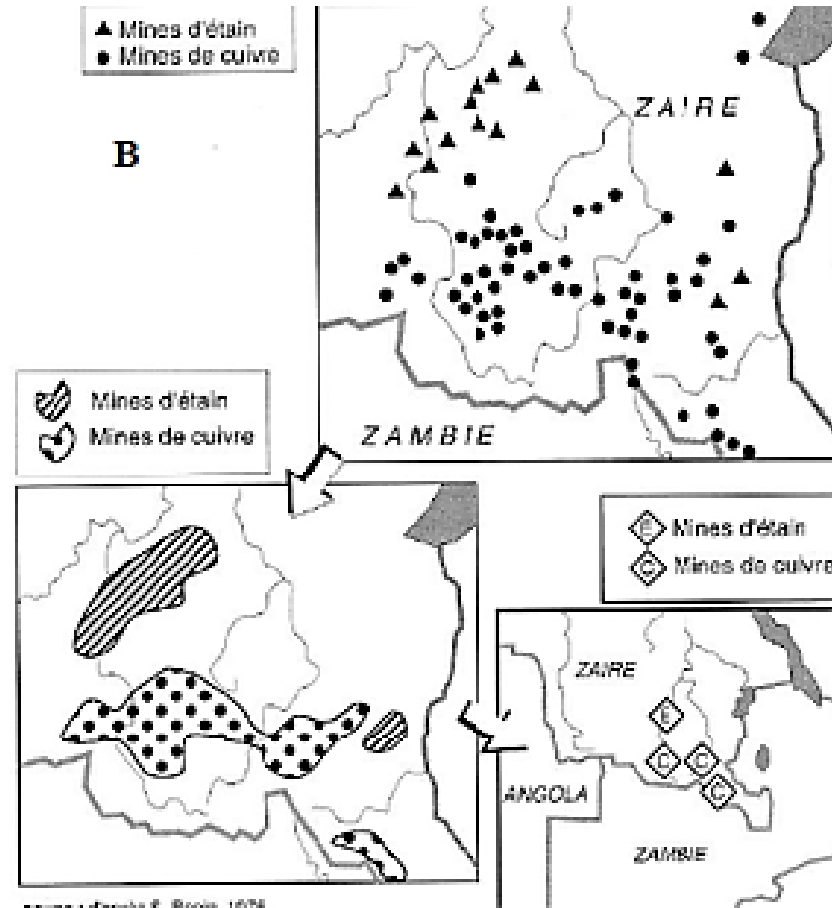 Mines d'étain
Mines de cuivre
B
ZAIRE
ZAMBIE
Mines d'étain
Mines de cuivre
E Mines d'étain
C Mines de cuivre
ZAIRE
E
C C
C
ANGOLA
ZAMBIE
1978